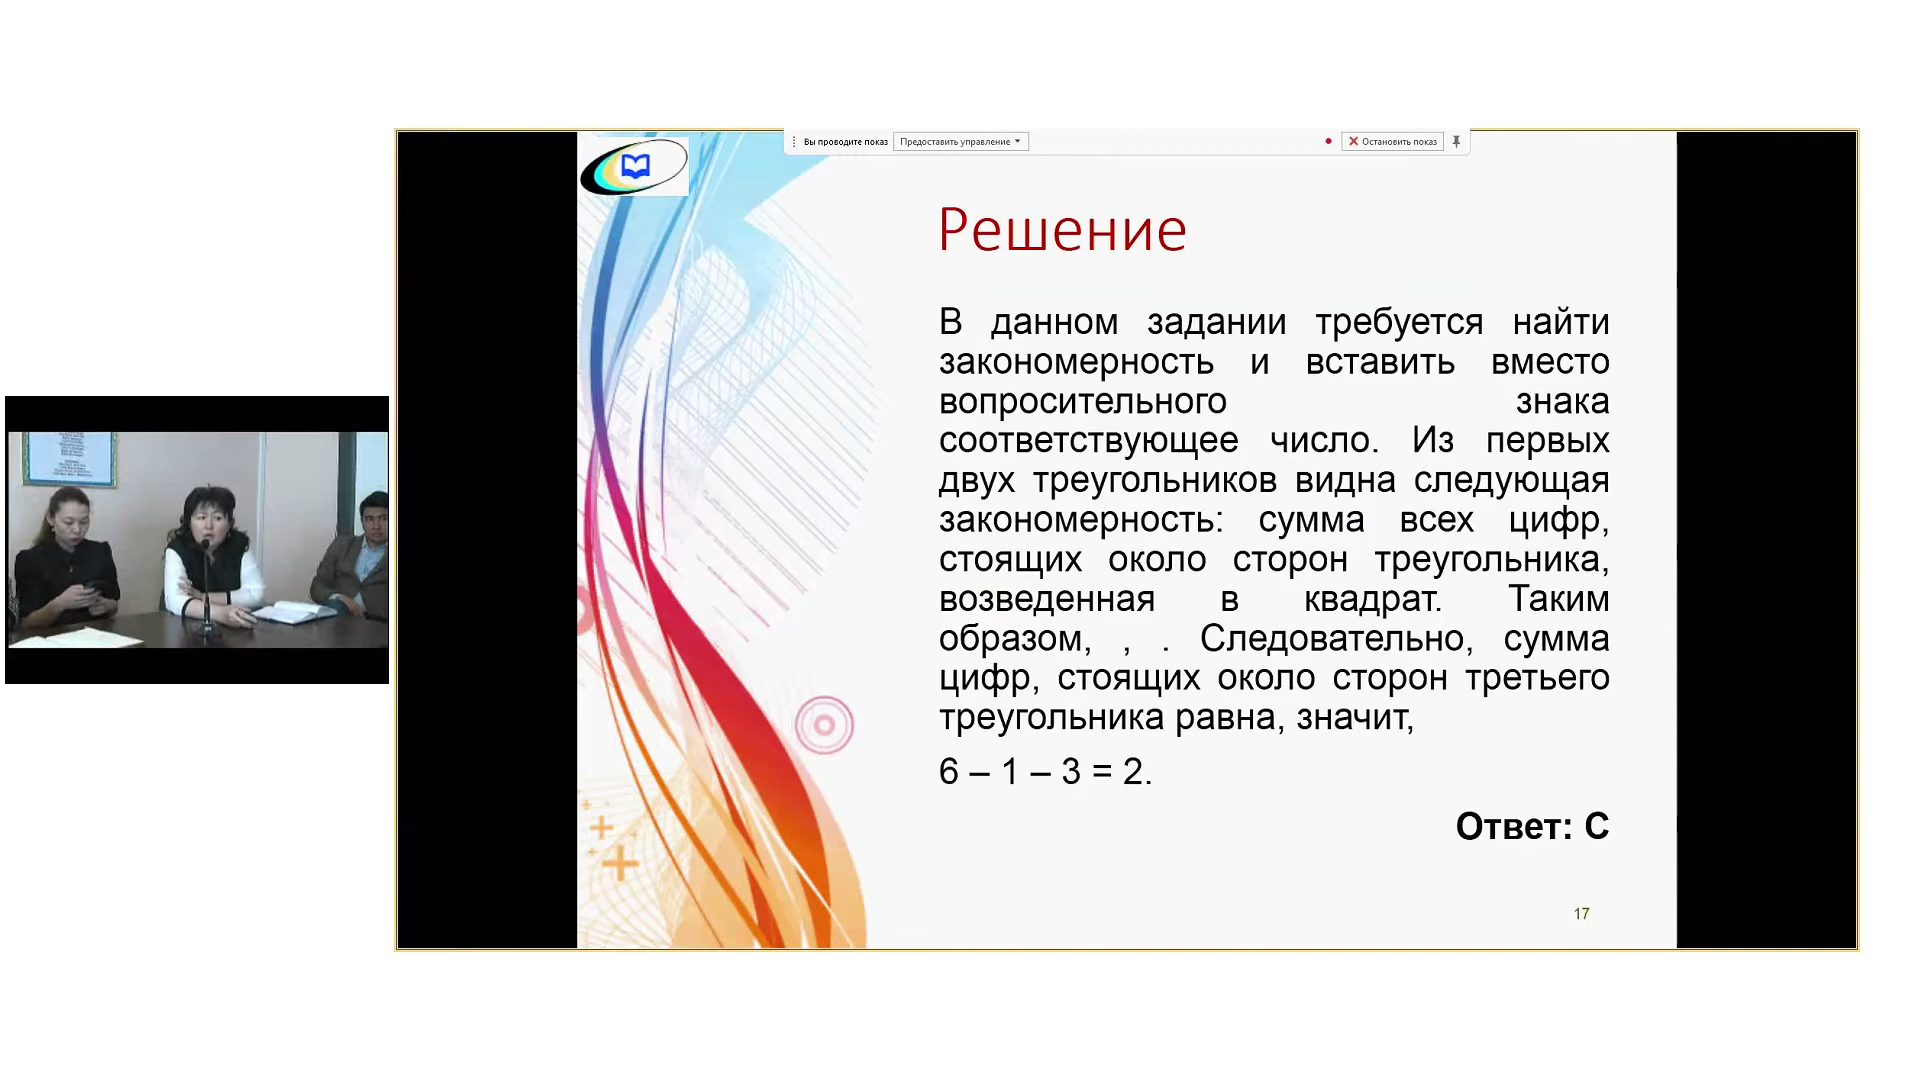 Вы проводите показ
Предоставить управление
Остановить показ
Решение
В данном задании требуется найти
закономерность и вставить вместо
вопросительного знака
соответствующее число. Из первых
двух треугольников видна следующая
закономерность: сумма всех цифр,
стоящих около сторон треугольника,
возведенная в квадрат. Таким
образом, , . Следовательно, сумма
цифр, стоящих около сторон третьего
треугольника равна, значит,
6 – 1 – 3 = 2.
Ответ: С
17